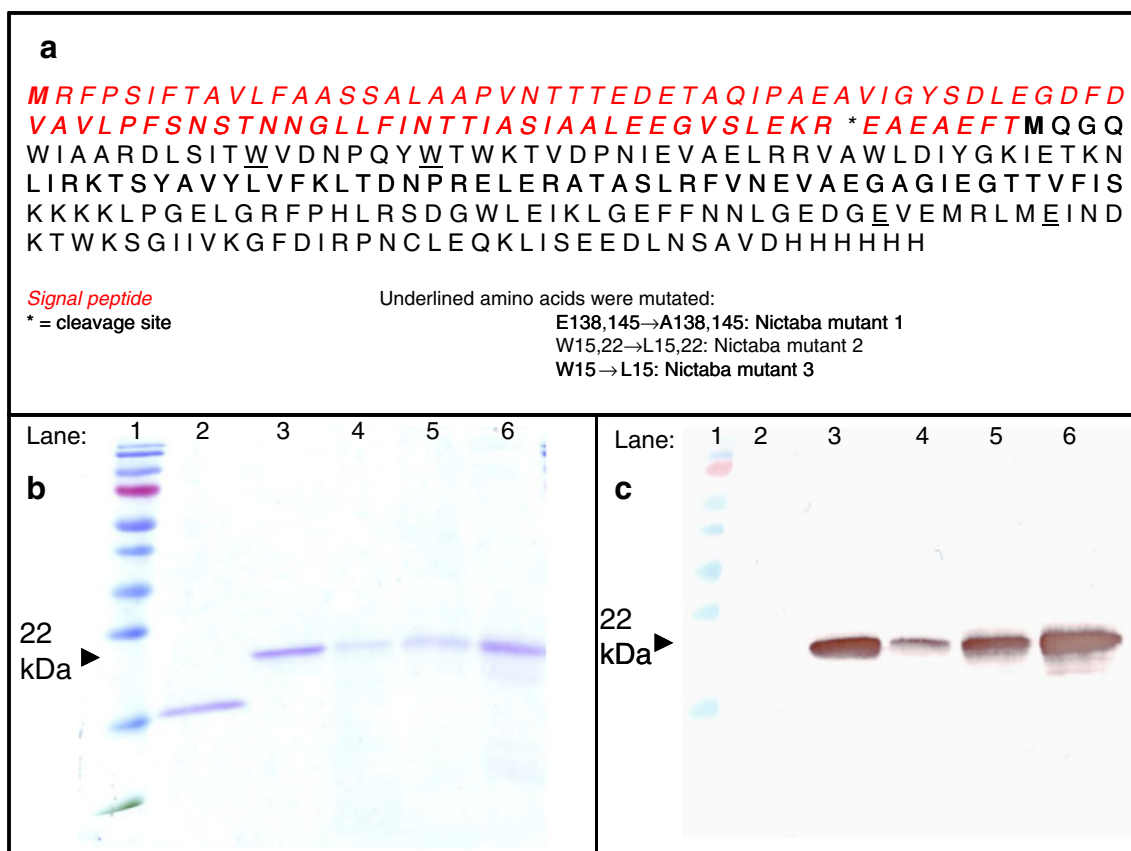 a
M R F P S I F T A V L F A A S S A L A A P V N T T T E D E T A Q I P A E A V I G Y S D L E G D F D
V A V L P F S N S T N N G L L F I N T T I A S I A A L E E G V S L E K R * E A E A E F T M Q G Q
W I A A R D L S I T W V D N P Q Y W T W K T V D P N I E V A E L R R V A W L D I Y G K I E T K N
L I R K T S Y A V Y L V F K L T D N P R E L E R A T A S L R F V N E V A E G A G I E G T T V F I S
K K K K L P G E L G R F P H L R S D G W L E I K L G E F F N N L G E D G E V E M R L M E I N D
K T W K S G I I V K G F D I R P N C L E Q K L I S E E D L N S A V D H H H H H H
Signal peptide
* = cleavage site
Underlined amino acids were mutated:
E138,145→A138,145: Nictaba mutant 1
W15,22→L15,22: Nictaba mutant 2
W15→L15: Nictaba mutant 3
Lane: 1 2 3 4 5 6
b
22
kDa
Lane: 1 2 3 4 5 6
c
22
kDa